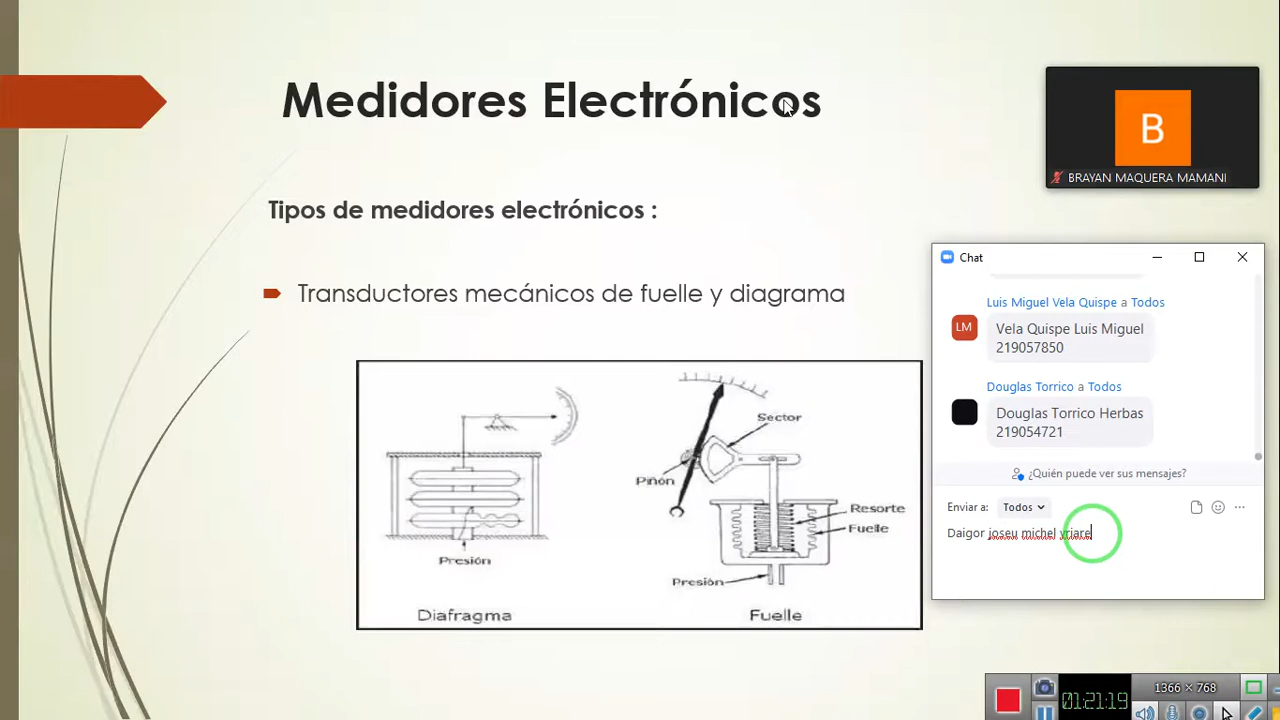 Medidores Electrónicos
Tipos de medidores electrónicos :
Transductores mecánicos de fuelle y diagrama
Sector
Piñón
Resorte
Fuelle
Presión
Presión
Diafragma
Fuelle
B
BRAYAN MAQUERA MAMANI
Chat
Luis Miguel Vela Quispe a Todos
LM
Vela Quispe Luis Miguel
219057850
Douglas Torrico a Todos
Douglas Torrico Herbas
219054721
¿Quién puede ver sus mensajes?
Enviar a: Todos
Daigor joseu michel yriare
01:21:19
1366 × 768